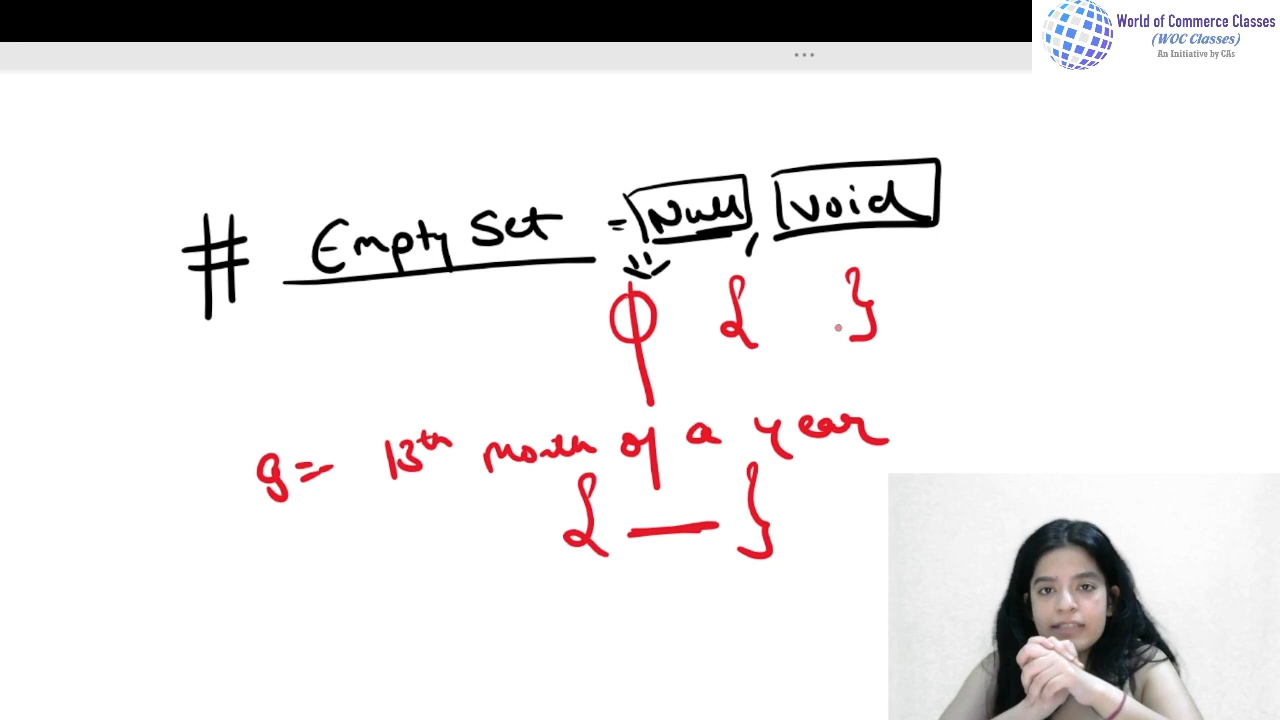 World of Commerce Classes
(WOC Classes)
An Initiative by CAs
# Empty Set = Null, Void
ϕ { }
g= 13th month of a year
{ — }